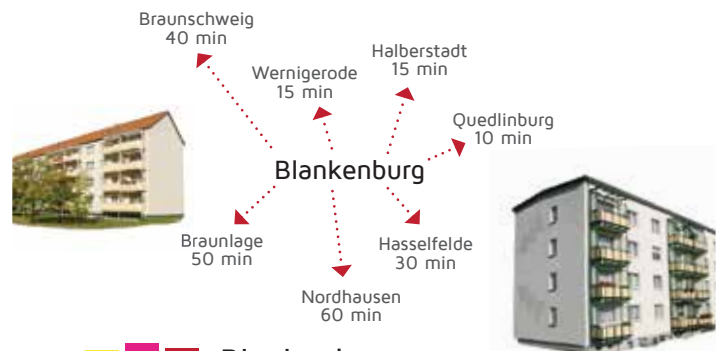 Braunschweig
40 min
Halberstadt
15 min
Wernigerode
15 min
Quedlinburg
10 min
Blankenburg
Braunlage
50 min
Hasselfelde
30 min
Nordhausen
60 min